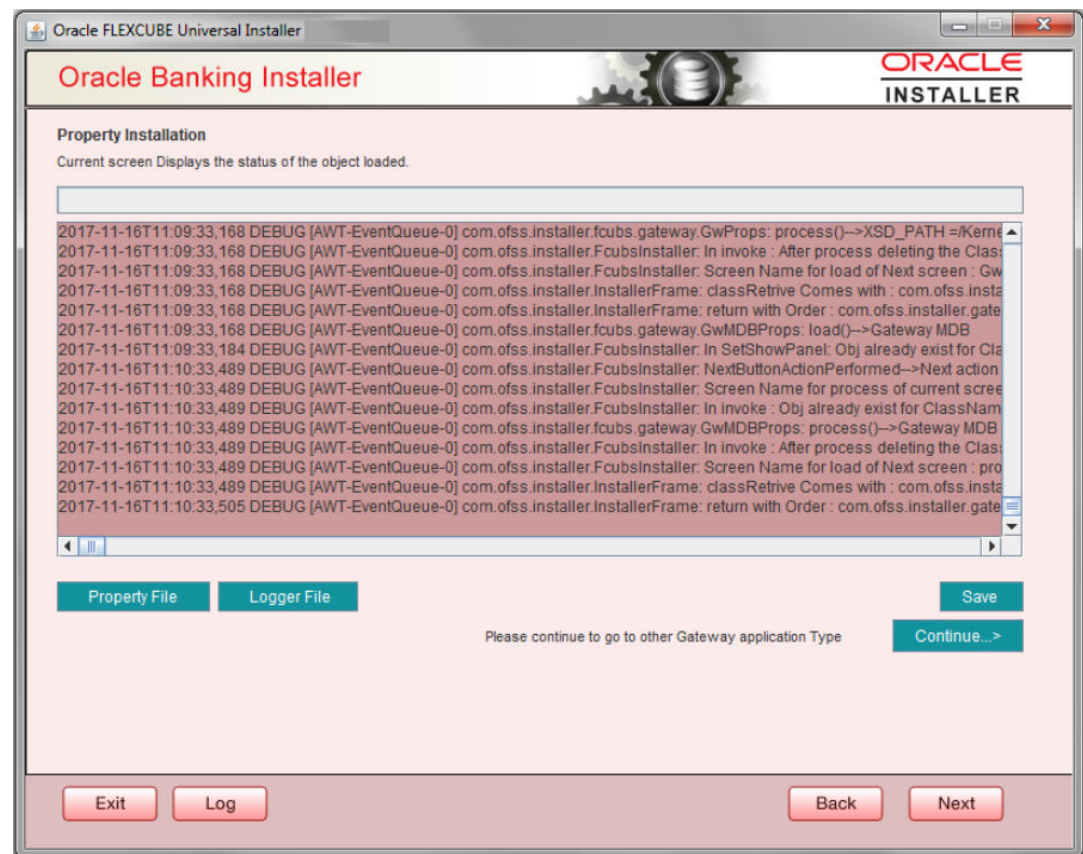 Oracle FLEXCUBE Universal Installer
Oracle Banking Installer
ORACLE
INSTALLER
Property Installation
Current screen Displays the status of the object loaded.
2017-11-16T11:09:33,168 DEBUG [AWT-EventQueue-0] com.ofss.installer.fcubs.gateway.GwProps: process()-->XSD_PATH =/Kerne
2017-11-16T11:09:33,168 DEBUG [AWT-EventQueue-0] com.ofss.installer.FcubsInstaller: In invoke : After process deleting the Clas
2017-11-16T11:09:33,168 DEBUG [AWT-EventQueue-0] com.ofss.installer.FcubsInstaller: Screen Name for load of Next screen : Gw
2017-11-16T11:09:33,168 DEBUG [AWT-EventQueue-0] com.ofss.installer.InstallerFrame: classRetrive Comes with : com.ofss.insta
2017-11-16T11:09:33,168 DEBUG [AWT-EventQueue-0] com.ofss.installer.InstallerFrame: return with Order : com.ofss.installer.gate
2017-11-16T11:09:33,168 DEBUG [AWT-EventQueue-0] com.ofss.installer.fcubs.gateway.GwMDBProps: load()-->Gateway MDB
2017-11-16T11:09:33,184 DEBUG [AWT-EventQueue-0] com.ofss.installer.FcubsInstaller: In SetShowPanel: Obj already exist for Cla
2017-11-16T11:10:33,489 DEBUG [AWT-EventQueue-0] com.ofss.installer.FcubsInstaller: NextButtonActionPerformed-->Next action
2017-11-16T11:10:33,489 DEBUG [AWT-EventQueue-0] com.ofss.installer.FcubsInstaller: Screen Name for process of current scree
2017-11-16T11:10:33,489 DEBUG [AWT-EventQueue-0] com.ofss.installer.FcubsInstaller: In invoke : Obj already exist for ClassNam
2017-11-16T11:10:33,489 DEBUG [AWT-EventQueue-0] com.ofss.installer.fcubs.gateway.GwMDBProps: process()-->Gateway MDB
2017-11-16T11:10:33,489 DEBUG [AWT-EventQueue-0] com.ofss.installer.FcubsInstaller: In invoke : After process deleting the Clas
2017-11-16T11:10:33,489 DEBUG [AWT-EventQueue-0] com.ofss.installer.FcubsInstaller: Screen Name for load of Next screen : pro
2017-11-16T11:10:33,489 DEBUG [AWT-EventQueue-0] com.ofss.installer.InstallerFrame: classRetrive Comes with : com.ofss.insta
2017-11-16T11:10:33,505 DEBUG [AWT-EventQueue-0] com.ofss.installer.InstallerFrame: return with Order : com.ofss.installer.gate
Property File Logger File Save
Please continue to go to other Gateway application Type Continue...>
Exit Log Back Next